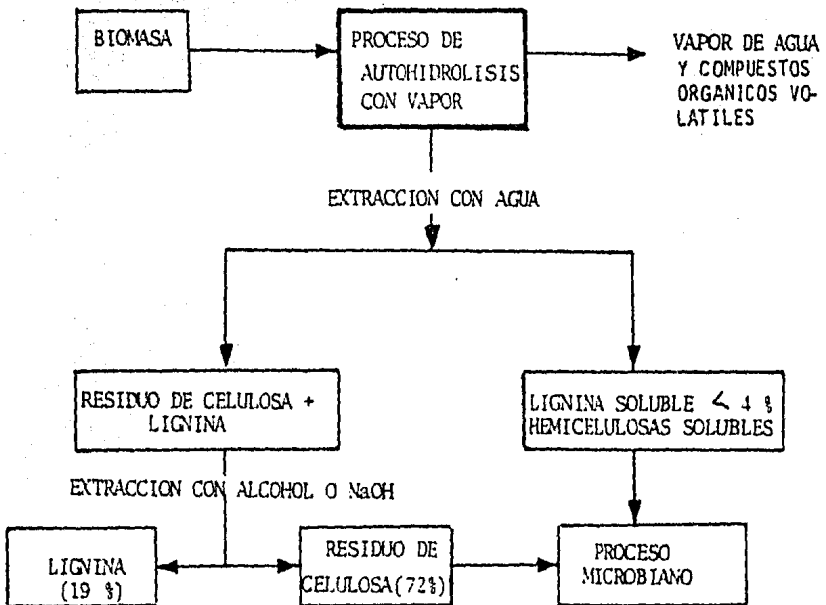 BIOMASA
PROCESO DE
AUTOHIDROLISIS
CON VAPOR
VAPOR DE AGUA
Y COMPUESTOS
ORGANICOS VO-
LATILES
EXTRACCION CON AGUA
RESIDUO DE CELULOSA +
LIGNINA
LIGNINA SOLUBLE < 4 %
HEMICELULOSAS SOLUBLES
EXTRACCION CON ALCOHOL O NaOH
LIGNINA
(19 %)
RESIDUO DE
CELULOSA(72%)
PROCESO
MICROBIANO